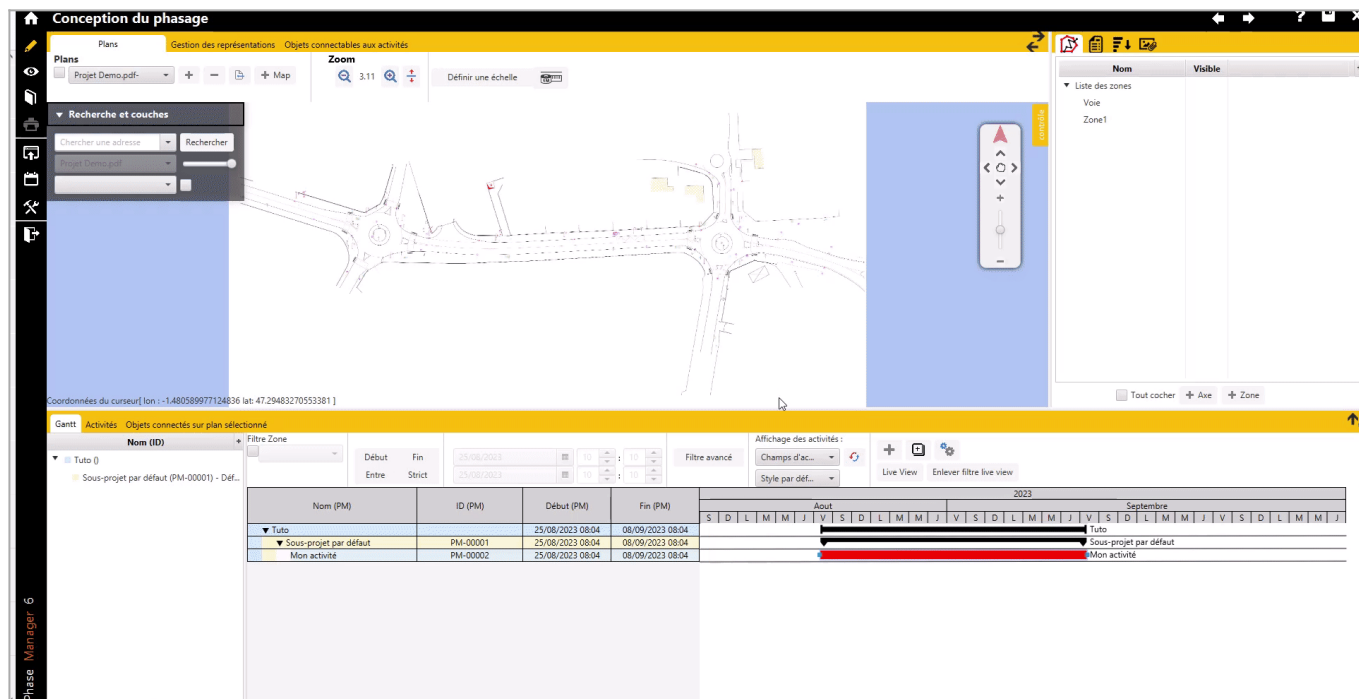 Conception du phasage
?
Plans
Gestion des représentations
Objets connectables aux activités
Plans
Projet Demo.pdf-
+ Map
Zoom
3.11
Définir une échelle
Recherche et couches
Chercher une adresse
Rechercher
Projet Demo.pdf
contrôle
Nom
Visible
Liste des zones
Voie
Zone1
Tout cocher
+ Axe
+ Zone
Coordonnées du curseur[ lon : -1.480589977124836 lat: 47.29483270553381 ]
Gantt
Activités
Objets connectés sur plan sélectionné
Nom (ID)
+
Tuto ()
Sous-projet par défaut (PM-00001) - Déf...
Filtre Zone
Début
Fin
Entre
Strict
25/08/2023
10 : 10
25/08/2023
10 : 10
Filtre avancé
Affichage des activités :
Champs d'ac...
Style par déf...
Live View
Enlever filtre live view
Nom (PM)
ID (PM)
Début (PM)
Fin (PM)
2023
Aout
Septembre
S D L M M J V S D L M M J V S D L M M J V S D L M M J V S D L M M J
Tuto
25/08/2023 08:04
08/09/2023 08:04
Tuto
Sous-projet par défaut
PM-00001
25/08/2023 08:04
08/09/2023 08:04
Sous-projet par défaut
Mon activité
PM-00002
25/08/2023 08:04
08/09/2023 08:04
Mon activité
Phase Manager 6